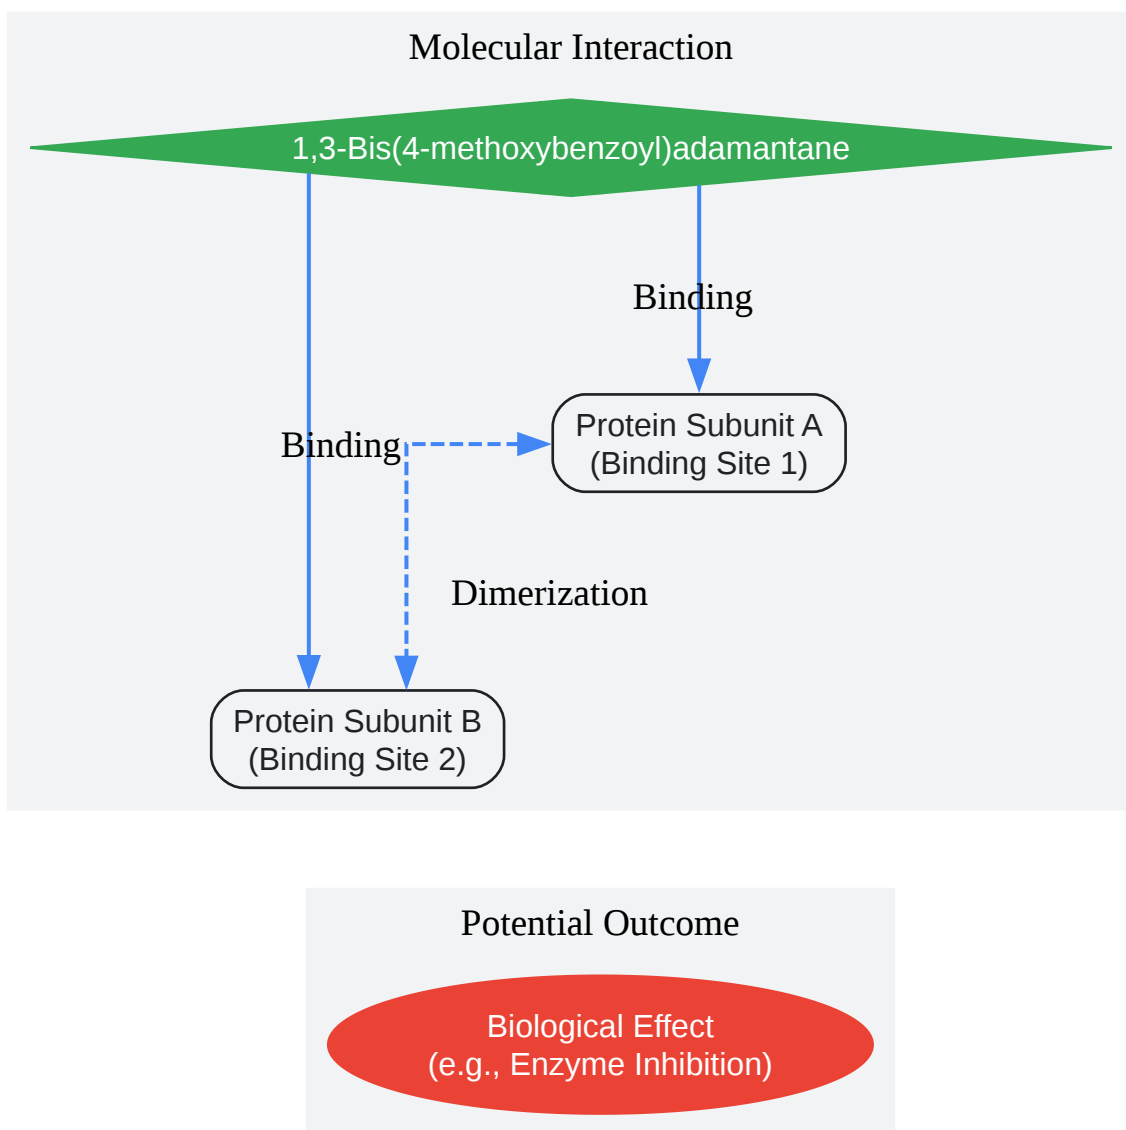 Molecular Interaction
1,3-Bis(4-methoxybenzoyl)adamantane
Binding
Protein Subunit A
(Binding Site 1)
Binding
Dimerization
Protein Subunit B
(Binding Site 2)
Potential Outcome
Biological Effect
(e.g., Enzyme Inhibition)